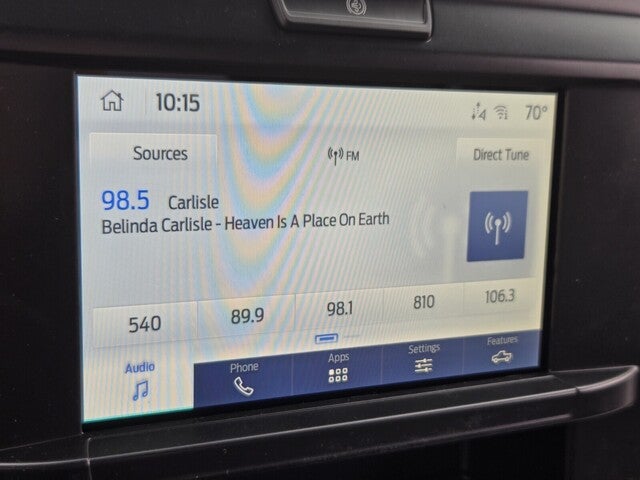 10:15 70°
Sources FM Direct Tune
98.5 Carlisle
Belinda Carlisle - Heaven Is A Place On Earth
540 89.9 98.1 810 106.3
Audio Phone Apps Settings Features